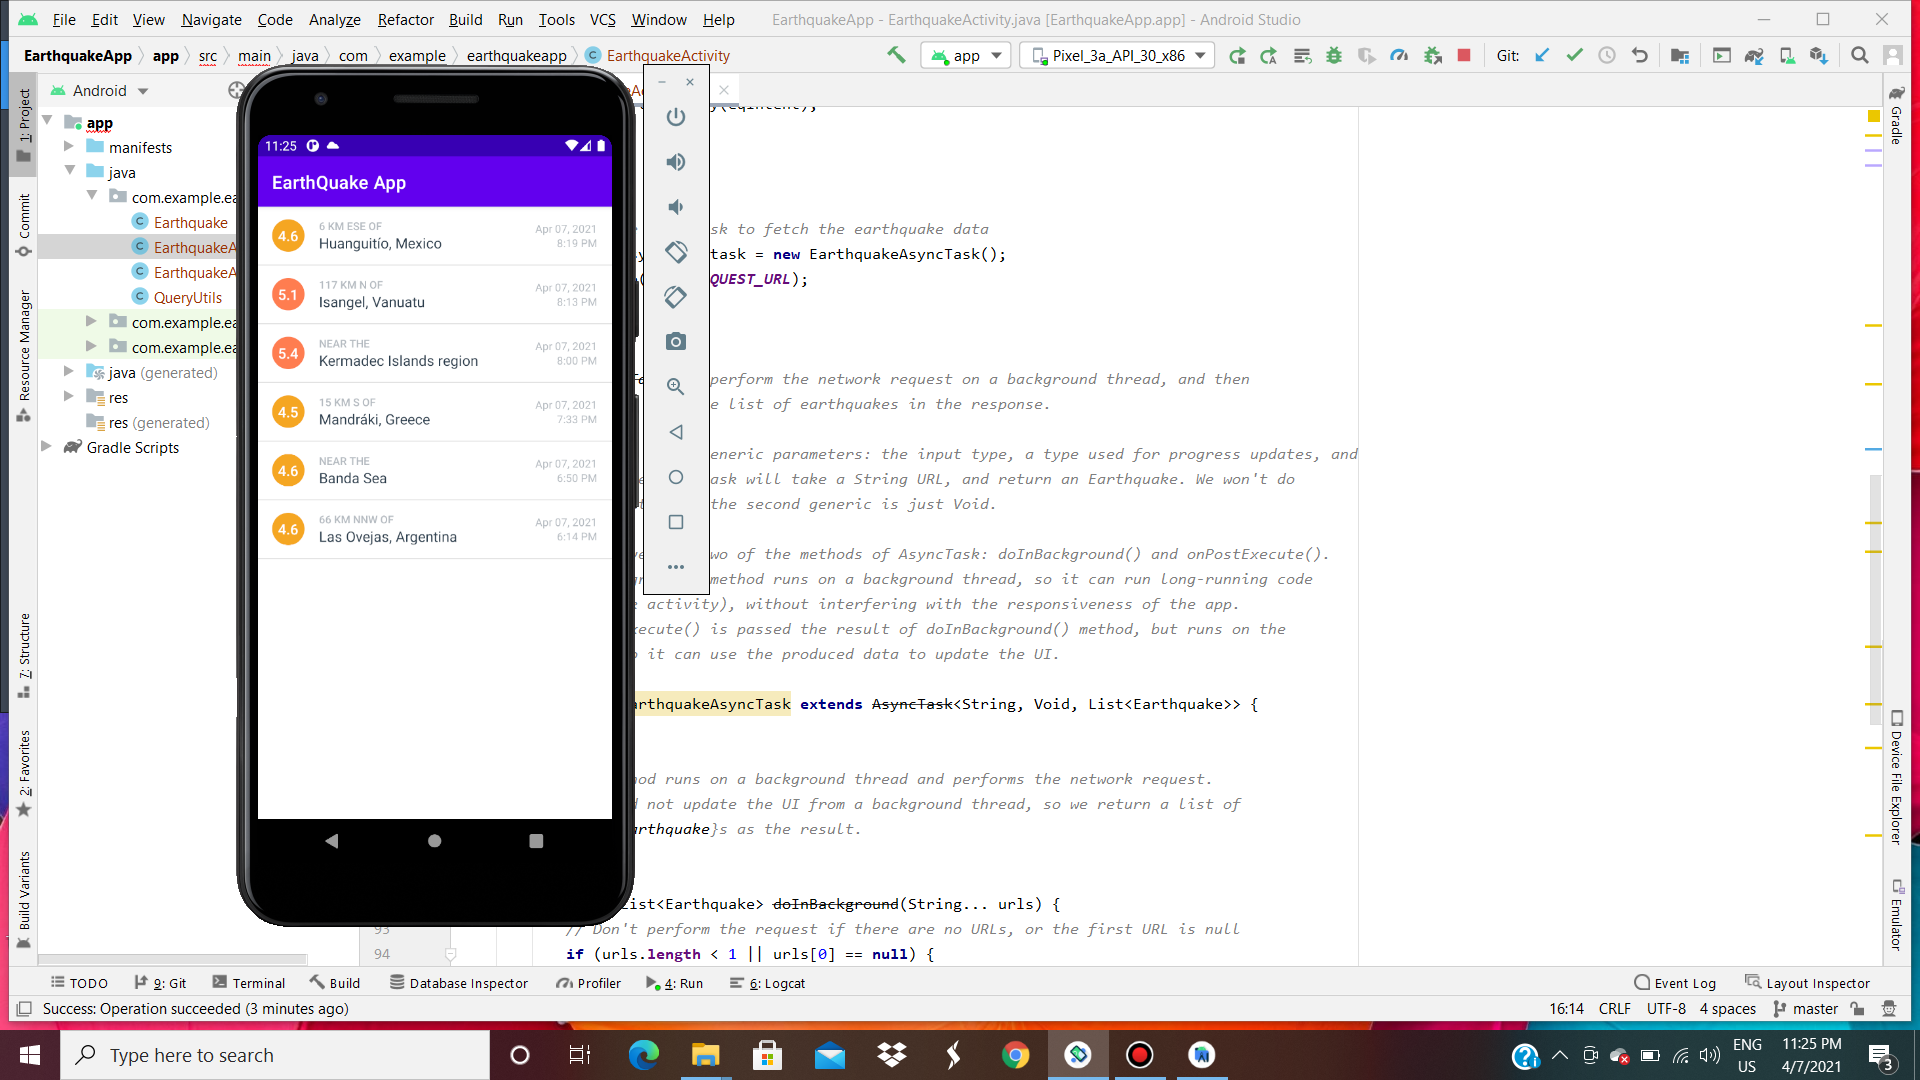 File Edit View Navigate Code Analyze Refactor Build Run Tools VCS Window Help EarthquakeApp - EarthquakeActivity.java [EarthquakeApp.app] - Android Studio
EarthquakeApp app src main java com example earthquakeapp EarthquakeActivity app Pixel_3a_API_30_x86 Git:
Android
1: Project
Commit
Resource Manager
7: Structure
2: Favorites
Build Variants
app
manifests
java
com.example.ea
Earthquake
EarthquakeA
EarthquakeA
QueryUtils
com.example.ea
com.example.ea
java (generated)
res
res (generated)
Gradle Scripts
11:25
EarthQuake App
4.6
6 KM ESE OF
Huanguitío, Mexico
Apr 07, 2021
8:19 PM
5.1
117 KM N OF
Isangel, Vanuatu
Apr 07, 2021
8:13 PM
5.4
NEAR THE
Kermadec Islands region
Apr 07, 2021
8:00 PM
4.5
15 KM S OF
Mandráki, Greece
Apr 07, 2021
7:33 PM
4.6
NEAR THE
Banda Sea
Apr 07, 2021
6:50 PM
4.6
66 KM NNW OF
Las Ovejas, Argentina
Apr 07, 2021
6:14 PM
sk to fetch the earthquake data
task = new EarthquakeAsyncTask();
QUEST_URL);
perform the network request on a background thread, and then
e list of earthquakes in the response.
eneric parameters: the input type, a type used for progress updates, and
ask will take a String URL, and return an Earthquake. We won't do
the second generic is just Void.
wo of the methods of AsyncTask: doInBackground() and onPostExecute().
method runs on a background thread, so it can run long-running code
activity), without interfering with the responsiveness of the app.
xecute() is passed the result of doInBackground() method, but runs on the
o it can use the produced data to update the UI.
arthquakeAsyncTask extends AsyncTask<String, Void, List<Earthquake>> {
hod runs on a background thread and performs the network request.
d not update the UI from a background thread, so we return a list of
arthquake}s as the result.
List<Earthquake> doInBackground(String... urls) {
93 // Don't perform the request if there are no URLs, or the first URL is null
94 if (urls.length < 1 || urls[0] == null) {
Gradle
Device File Explorer
Emulator
TODO 9: Git Terminal Build Database Inspector Profiler 4: Run 6: Logcat Event Log Layout Inspector
Success: Operation succeeded (3 minutes ago) 16:14 CRLF UTF-8 4 spaces master
Type here to search
ENG
US
11:25 PM
4/7/2021
3